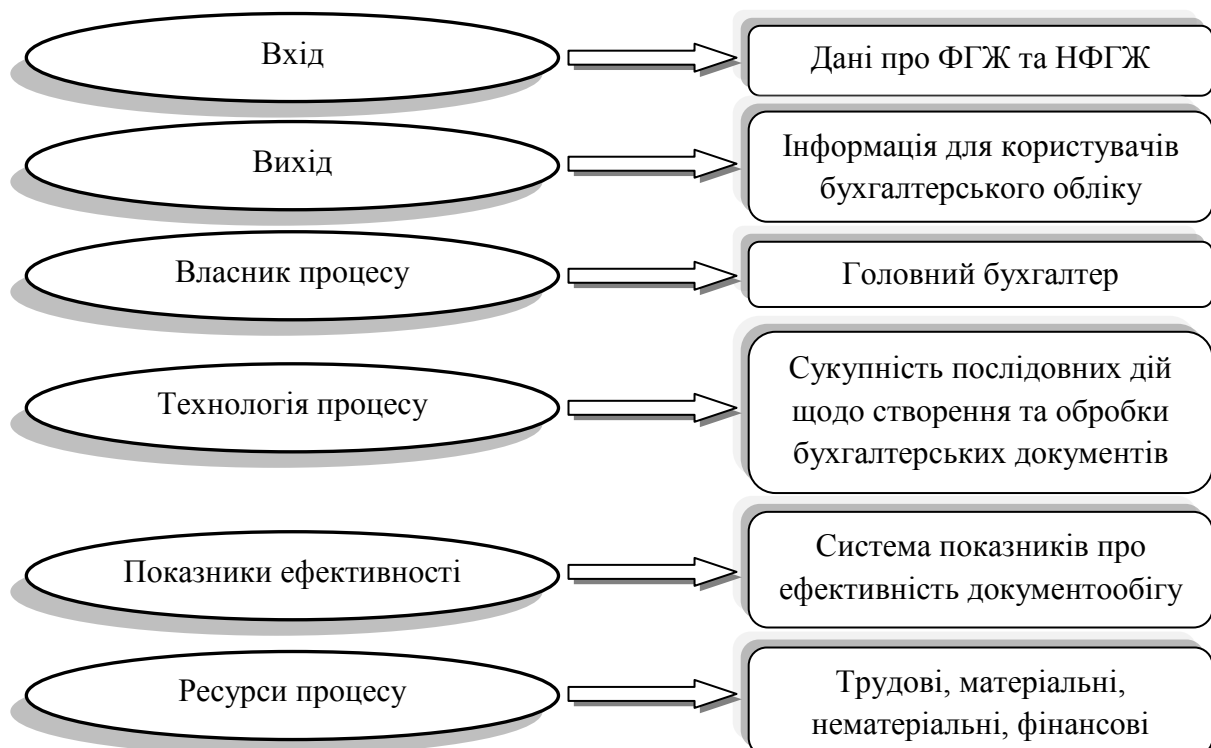 Вхід
Дані про ФГЖ та НФГЖ
Вихід
Інформація для користувачів
бухгалтерського обліку
Власник процесу
Головний бухгалтер
Технологія процесу
Сукупність послідовних дій
щодо створення та обробки
бухгалтерських документів
Показники ефективності
Система показників про
ефективність документообігу
Ресурси процесу
Трудові, матеріальні,
нематеріальні, фінансові